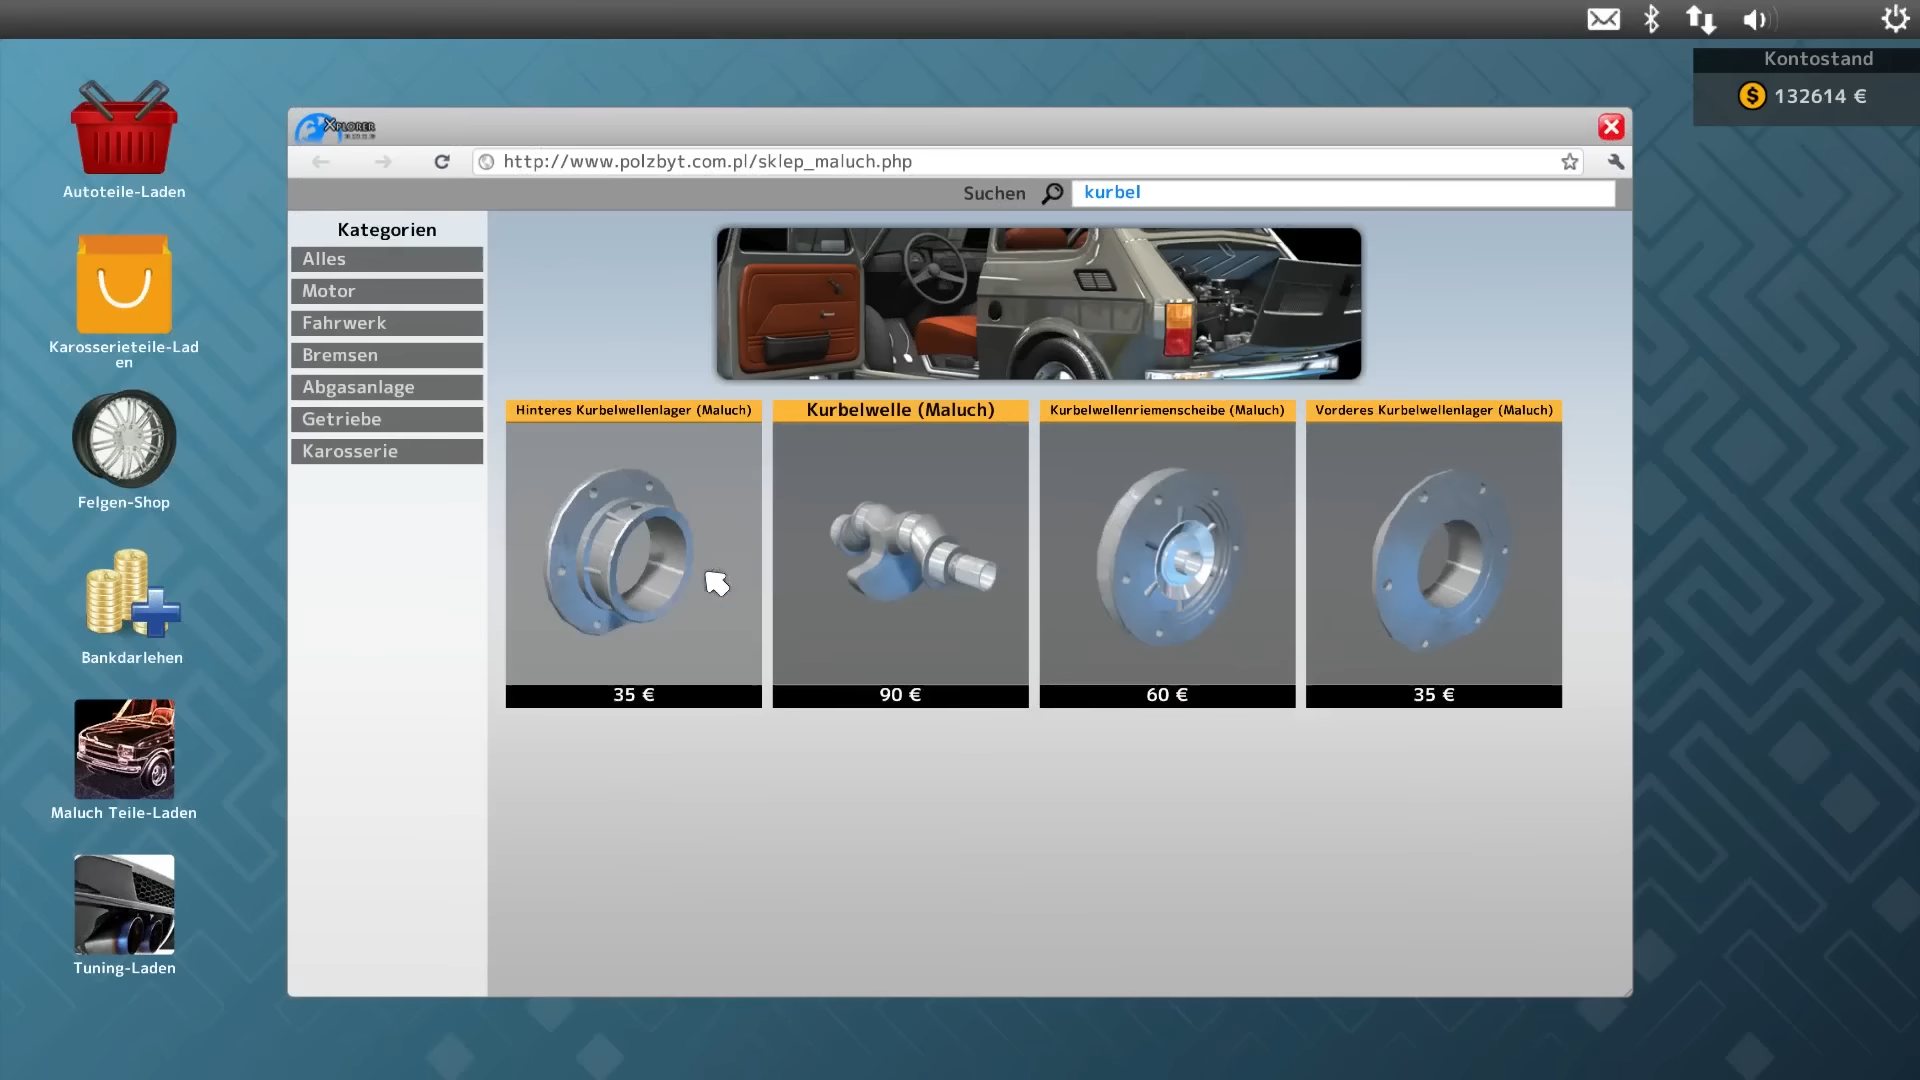 Kontostand
132614 €
Autoteile-Laden
Karosserieteile-Lad
en
Felgen-Shop
Bankdarlehen
Maluch Teile-Laden
Tuning-Laden
XPLORER
http://www.polzbyt.com.pl/sklep_maluch.php
Suchen kurbel
Kategorien
Alles
Motor
Fahrwerk
Bremsen
Abgasanlage
Getriebe
Karosserie
Hinteres Kurbelwellenlager (Maluch)
35 €
Kurbelwelle (Maluch)
90 €
Kurbelwellenriemenscheibe (Maluch)
60 €
Vorderes Kurbelwellenlager (Maluch)
35 €